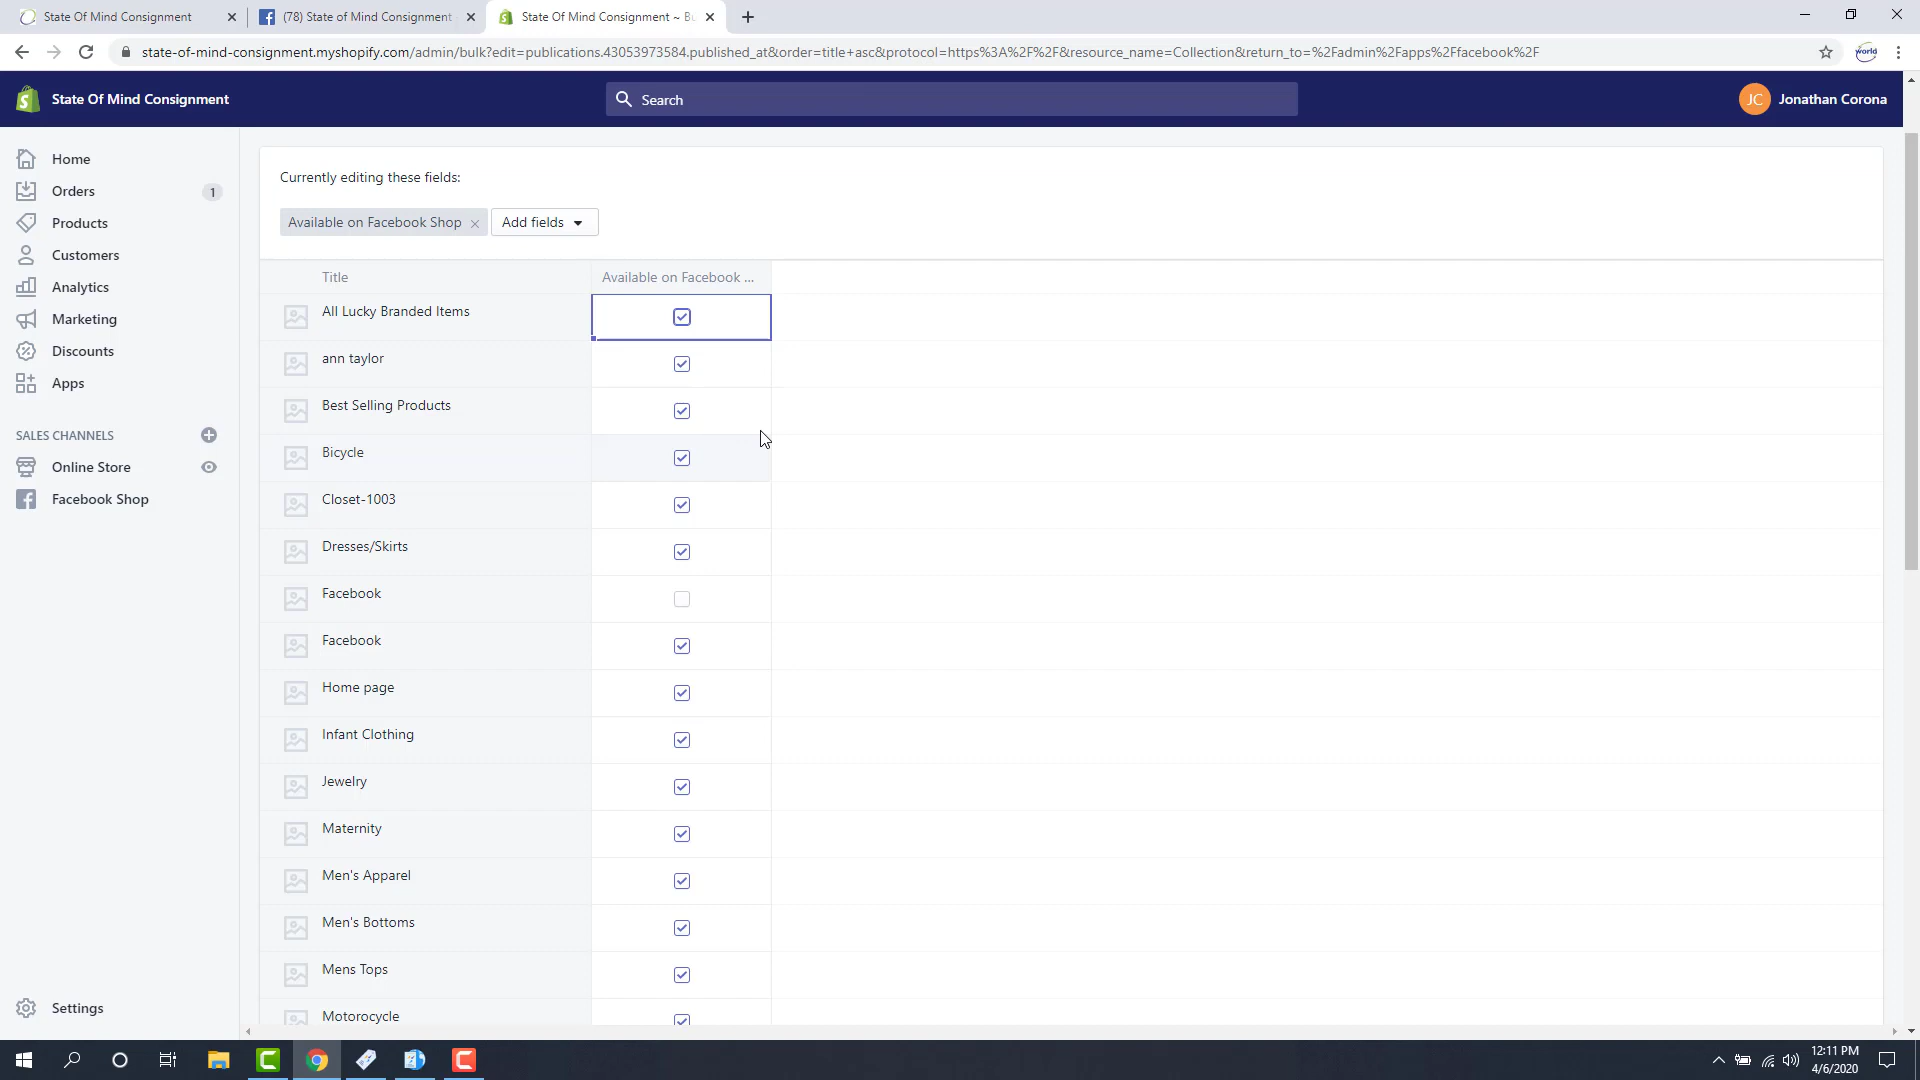 State Of Mind Consignment
(78) State of Mind Consignment
State Of Mind Consignment ~ Bu
state-of-mind-consignment.myshopify.com/admin/bulk?edit=publications.43053973584.published_at&order=title+asc&protocol=https%3A%2F%2F&resource_name=Collection&return_to=%2Fadmin%2Fapps%2Ffacebook%2F
world
State Of Mind Consignment
Search
JC Jonathan Corona
Home
Orders 1
Products
Customers
Analytics
Marketing
Discounts
Apps
SALES CHANNELS
Online Store
Facebook Shop
Settings
Currently editing these fields:
Available on Facebook Shop
Add fields
Title Available on Facebook ...
All Lucky Branded Items
ann taylor
Best Selling Products
Bicycle
Closet-1003
Dresses/Skirts
Facebook
Facebook
Home page
Infant Clothing
Jewelry
Maternity
Men's Apparel
Men's Bottoms
Mens Tops
Motorocycle
12:11 PM
4/6/2020